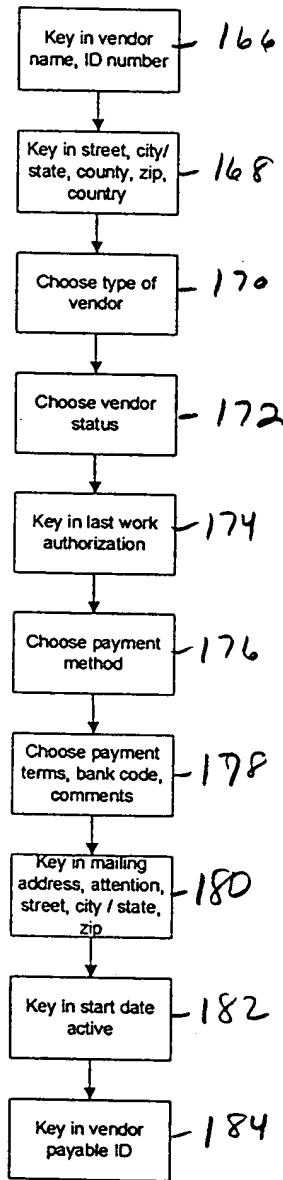 Key in vendor
name, ID number
166
Key in street, city/
state, county, zip,
country
168
Choose type of
vendor
170
Choose vendor
status
172
Key in last work
authorization
174
Choose payment
method
176
Choose payment
terms, bank code,
comments
178
Key in mailing
address, attention,
street, city / state,
zip
180
Key in start date
active
182
Key in vendor
payable ID
184